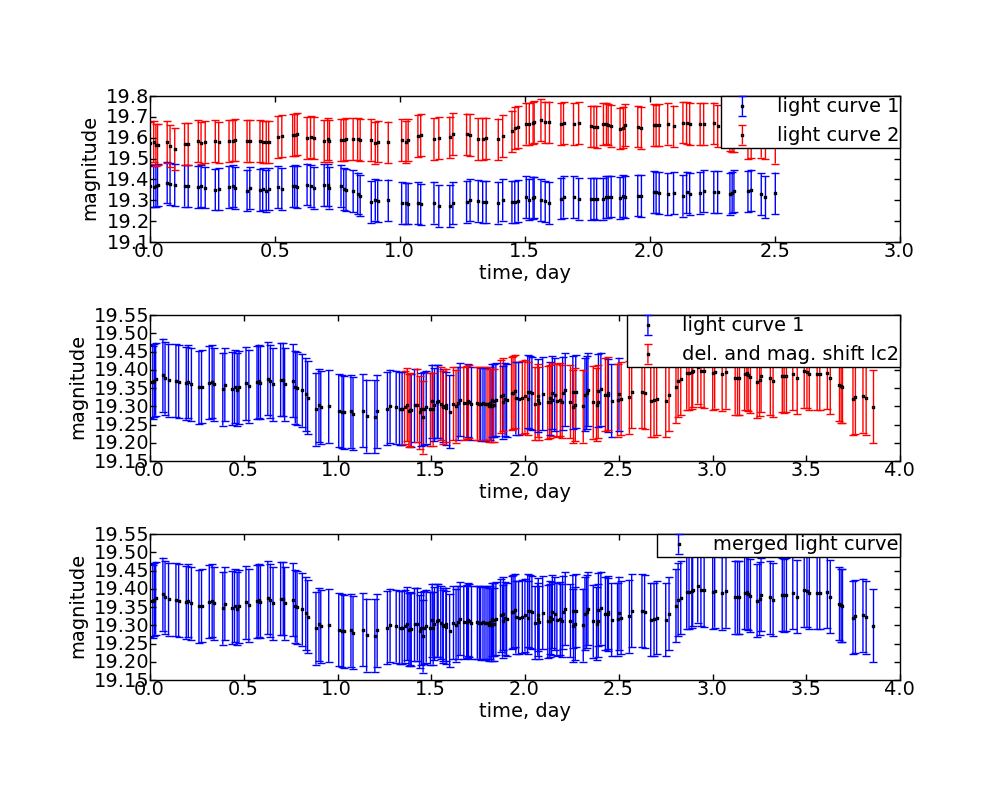 19.8
19.7
19.6
19.5
19.4
19.3
19.2
19.1
magnitude
light curve 1
light curve 2
0.0 0.5 1.0 1.5 2.0 2.5 3.0
time, day
19.55
19.50
19.45
19.40
19.35
19.30
19.25
19.20
19.15
magnitude
light curve 1
del. and mag. shift lc2
0.0 0.5 1.0 1.5 2.0 2.5 3.0 3.5 4.0
time, day
19.55
19.50
19.45
19.40
19.35
19.30
19.25
19.20
19.15
magnitude
merged light curve
0.0 0.5 1.0 1.5 2.0 2.5 3.0 3.5 4.0
time, day